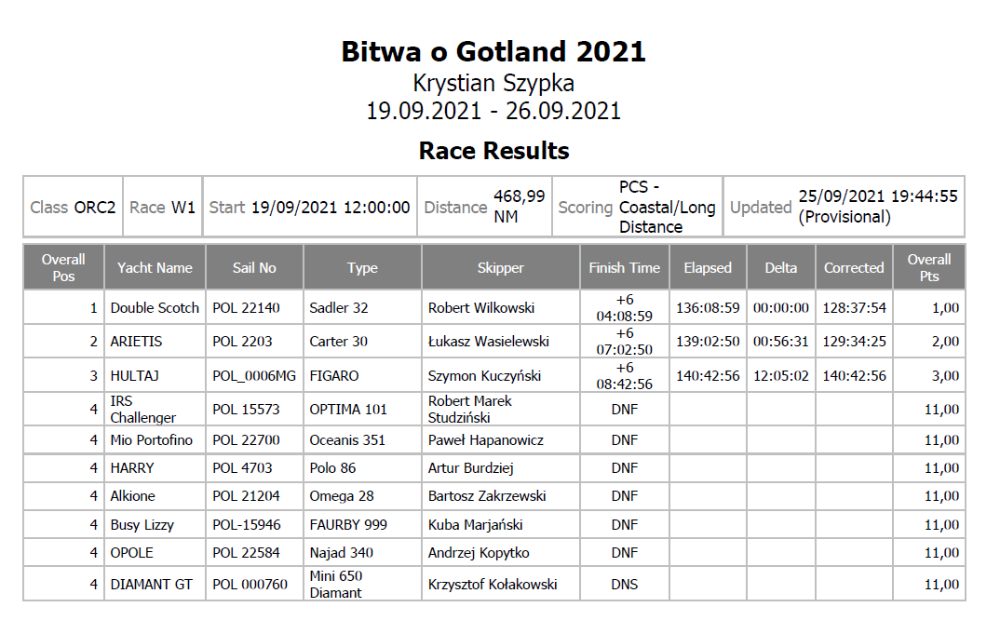 Bitwa o Gotland 2021
Krystian Szypka
19.09.2021 - 26.09.2021
Race Results
Class ORC2 Race W1 Start 19/09/2021 12:00:00 Distance 468,99 NM Scoring PCS - Coastal/Long Distance Updated 25/09/2021 19:44:55 (Provisional)
Overall Pos Yacht Name Sail No Type Skipper Finish Time Elapsed Delta Corrected Overall Pts
1 Double Scotch POL 22140 Sadler 32 Robert Wilkowski +6 04:08:59 136:08:59 00:00:00 128:37:54 1,00
2 ARIETIS POL 2203 Carter 30 Łukasz Wasielewski +6 07:02:50 139:02:50 00:56:31 129:34:25 2,00
3 HULTAJ POL_0006MG FIGARO Szymon Kuczyński +6 08:42:56 140:42:56 12:05:02 140:42:56 3,00
4 IRS Challenger POL 15573 OPTIMA 101 Robert Marek Studziński DNF 11,00
4 Mio Portofino POL 22700 Oceanis 351 Paweł Hapanowicz DNF 11,00
4 HARRY POL 4703 Polo 86 Artur Burdziej DNF 11,00
4 Alkione POL 21204 Omega 28 Bartosz Zakrzewski DNF 11,00
4 Busy Lizzy POL-15946 FAURBY 999 Kuba Marjański DNF 11,00
4 OPOLE POL 22584 Najad 340 Andrzej Kopytko DNF 11,00
4 DIAMANT GT POL 000760 Mini 650 Diamant Krzysztof Kołakowski DNS 11,00